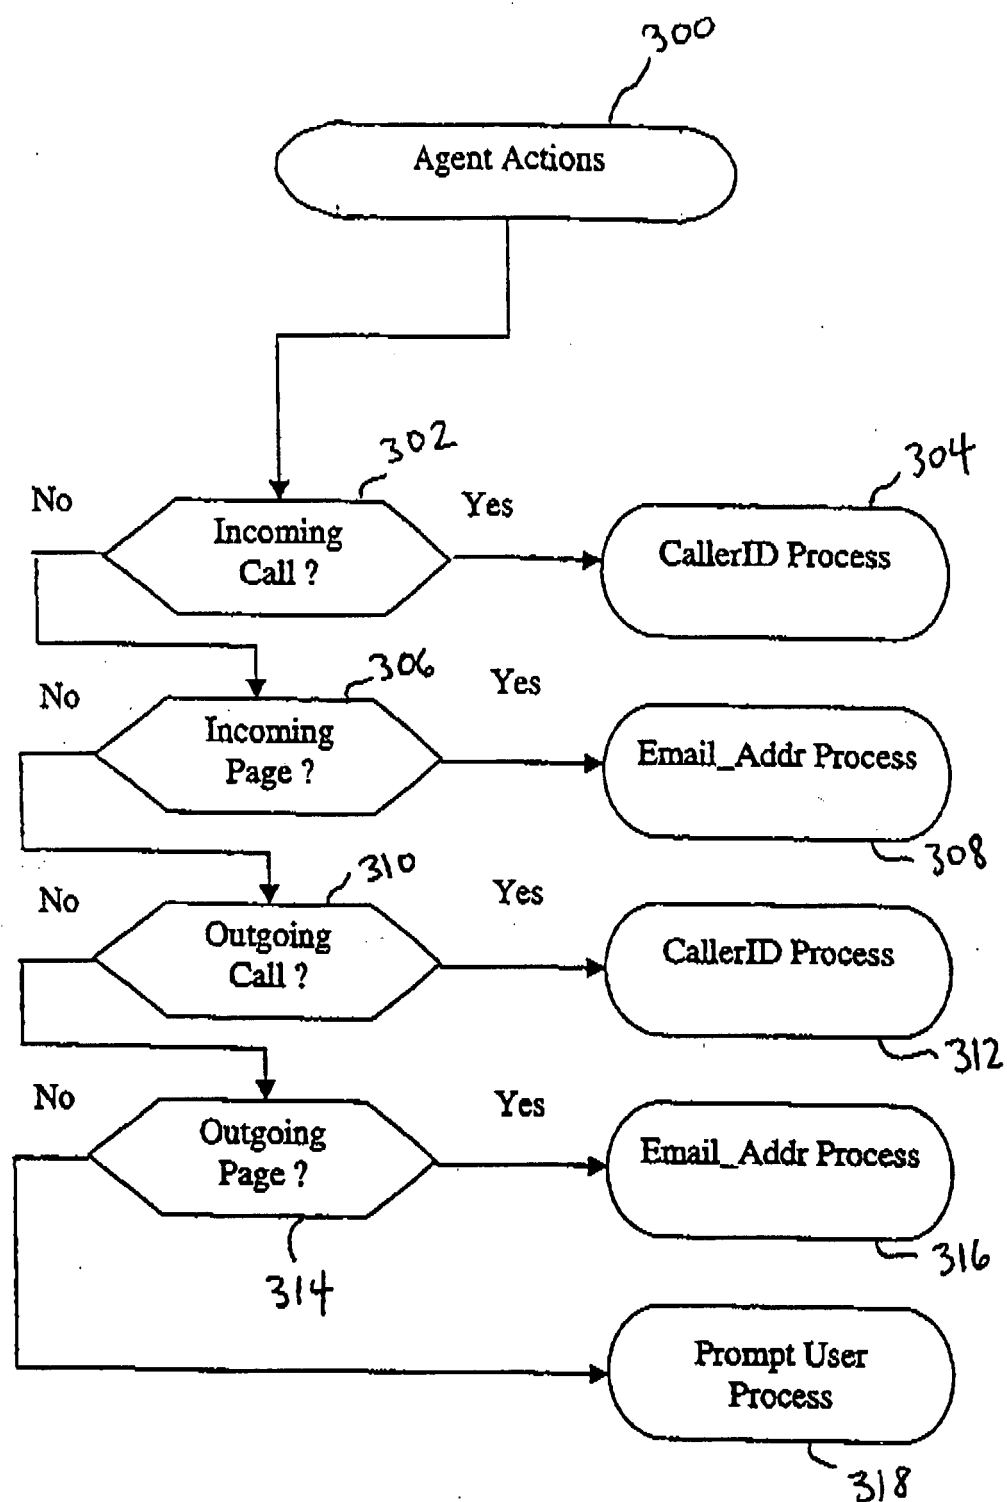 300
Agent Actions
302
304
No
Yes
Incoming
Call ?
CallerID Process
306
No
Yes
Incoming
Page ?
Email_Addr Process
308
310
No
Yes
Outgoing
Call ?
CallerID Process
312
No
Yes
Outgoing
Page ?
Email_Addr Process
314
316
Prompt User
Process
318